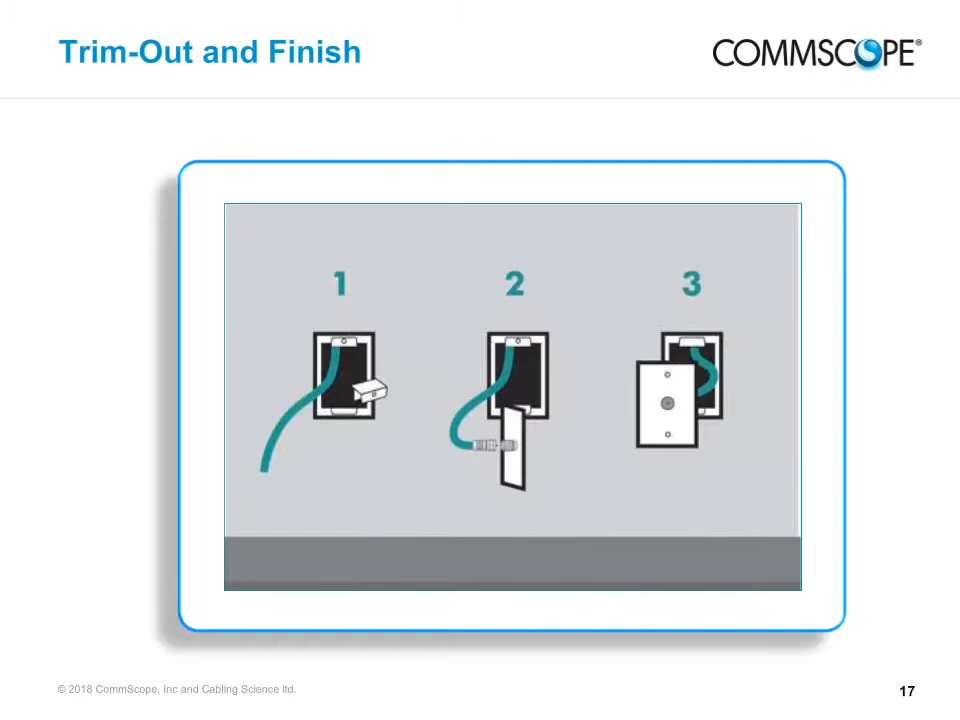 Trim-Out and Finish
COMMSCOPE®
1 2 3
© 2018 CommScope, Inc and Cabling Science ltd.
17